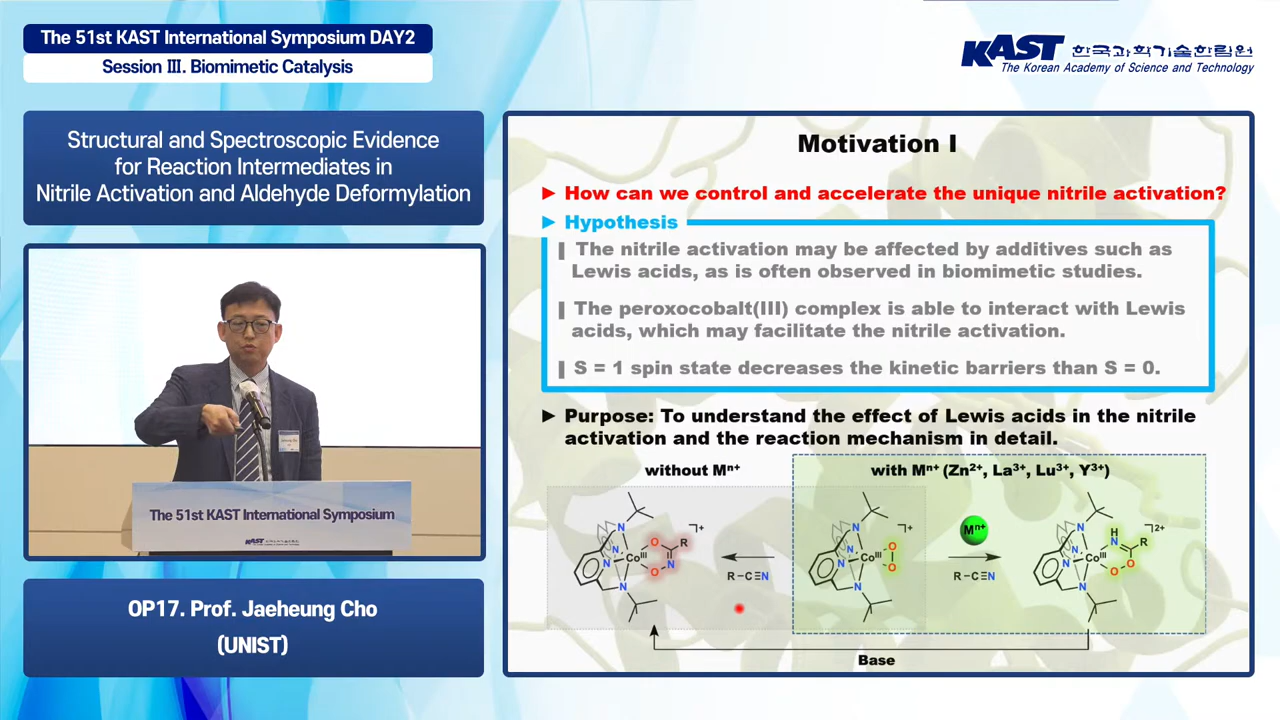 The 51st KAST International Symposium DAY2
Session Ⅲ. Biomimetic Catalysis
KAST 한국과학기술한림원
The Korean Academy of Science and Technology
Structural and Spectroscopic Evidence
for Reaction Intermediates in
Nitrile Activation and Aldehyde Deformylation
The 51st KAST International Symposium
OP17. Prof. Jaeheung Cho
(UNIST)
Motivation I
► How can we control and accelerate the unique nitrile activation?
► Hypothesis
The nitrile activation may be affected by additives such as
Lewis acids, as is often observed in biomimetic studies.
The peroxocobalt(III) complex is able to interact with Lewis
acids, which may facilitate the nitrile activation.
S = 1 spin state decreases the kinetic barriers than S = 0.
► Purpose: To understand the effect of Lewis acids in the nitrile
activation and the reaction mechanism in detail.
without Mⁿ⁺
with Mⁿ⁺ (Zn²⁺, La³⁺, Lu³⁺, Y³⁺)
N N N N Coᴵᴵᴵ O O N R ⁺
R–C≡N
N N N N Coᴵᴵᴵ O O ⁺
Mⁿ⁺
R–C≡N
N N N N Coᴵᴵᴵ H N R O O ²⁺
Base